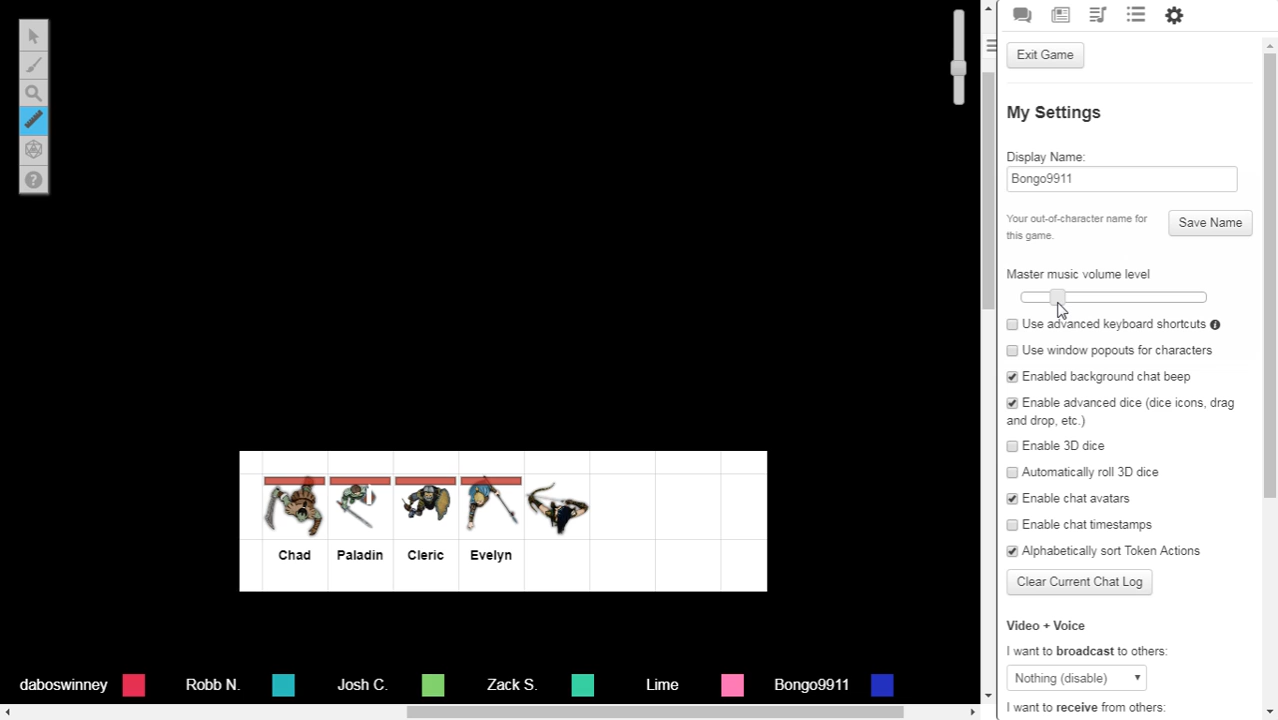 Exit Game
My Settings
Display Name:
Bongo9911
Your out-of-character name for
this game.
Save Name
Master music volume level
Use advanced keyboard shortcuts
Use window popouts for characters
Enabled background chat beep
Enable advanced dice (dice icons, drag
and drop, etc.)
Enable 3D dice
Automatically roll 3D dice
Enable chat avatars
Enable chat timestamps
Alphabetically sort Token Actions
Clear Current Chat Log
Video + Voice
I want to broadcast to others:
Nothing (disable)
I want to receive from others:
Chad Paladin Cleric Evelyn
daboswinney Robb N. Josh C. Zack S. Lime Bongo9911